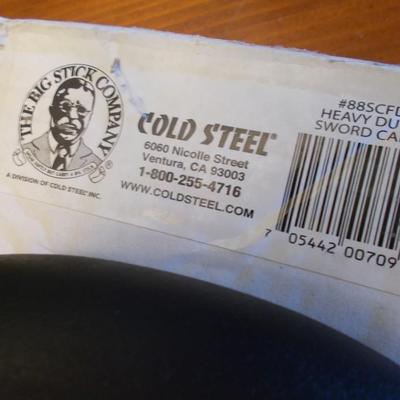 THE BIG STICK COMPANY
A DIVISION OF COLD STEEL INC.
COLD STEEL®
6060 Nicolle Street
Ventura, CA 93003
1-800-255-4716
WWW.COLDSTEEL.COM
#88SCFD
HEAVY DU
SWORD CA
7 05442 00709